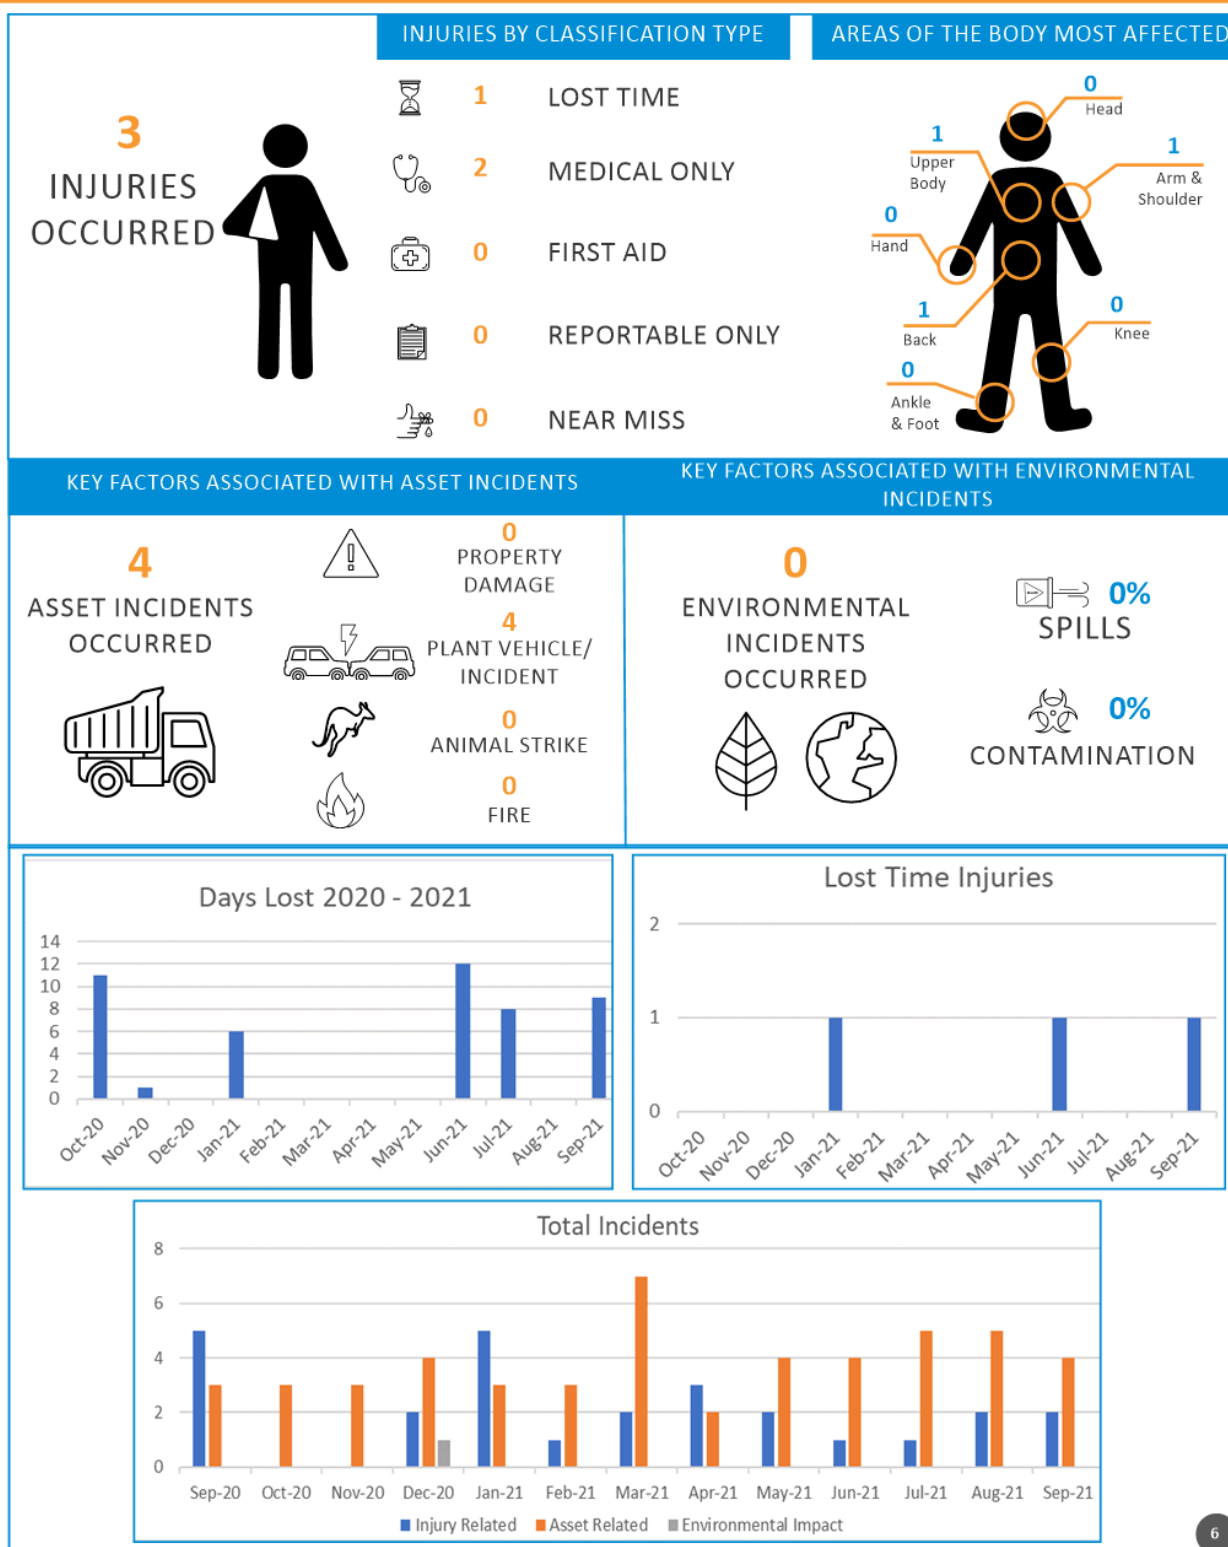 INJURIES BY CLASSIFICATION TYPE
AREAS OF THE BODY MOST AFFECTED
3
INJURIES
OCCURRED
1 LOST TIME
2 MEDICAL ONLY
0 FIRST AID
0 REPORTABLE ONLY
0 NEAR MISS
0
Head
1
Upper
Body
1
Arm &
Shoulder
0
Hand
1
Back
0
Knee
0
Ankle
& Foot
KEY FACTORS ASSOCIATED WITH ASSET INCIDENTS
KEY FACTORS ASSOCIATED WITH ENVIRONMENTAL
INCIDENTS
4
ASSET INCIDENTS
OCCURRED
0
PROPERTY
DAMAGE
4
PLANT VEHICLE/
INCIDENT
0
ANIMAL STRIKE
0
FIRE
0
ENVIRONMENTAL
INCIDENTS
OCCURRED
0%
SPILLS
0%
CONTAMINATION
Days Lost 2020 - 2021
14
12
10
8
6
4
2
0
Oct-20 Nov-20 Dec-20 Jan-21 Feb-21 Mar-21 Apr-21 May-21 Jun-21 Jul-21 Aug-21 Sep-21
Lost Time Injuries
2
1
0
Oct-20 Nov-20 Dec-20 Jan-21 Feb-21 Mar-21 Apr-21 May-21 Jun-21 Jul-21 Aug-21 Sep-21
Total Incidents
8
6
4
2
0
Sep-20 Oct-20 Nov-20 Dec-20 Jan-21 Feb-21 Mar-21 Apr-21 May-21 Jun-21 Jul-21 Aug-21 Sep-21
Injury Related Asset Related Environmental Impact
6